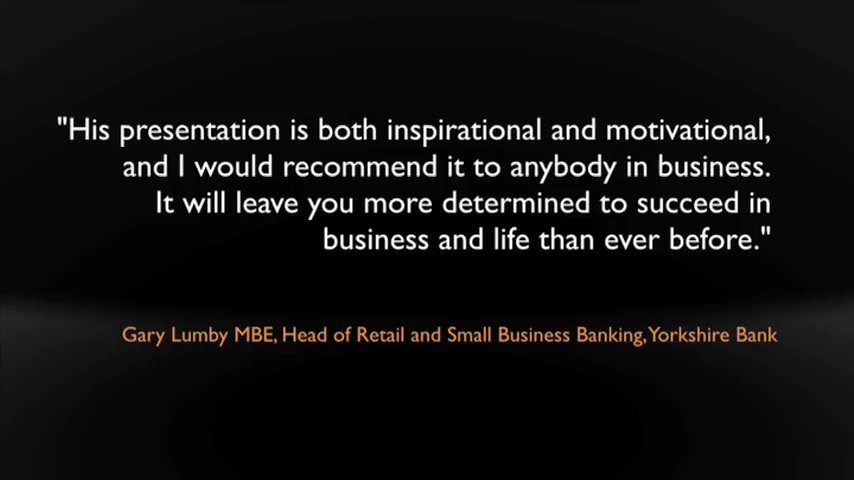 "His presentation is both inspirational and motivational,
and I would recommend it to anybody in business.
It will leave you more determined to succeed in
business and life than ever before."
Gary Lumby MBE, Head of Retail and Small Business Banking, Yorkshire Bank